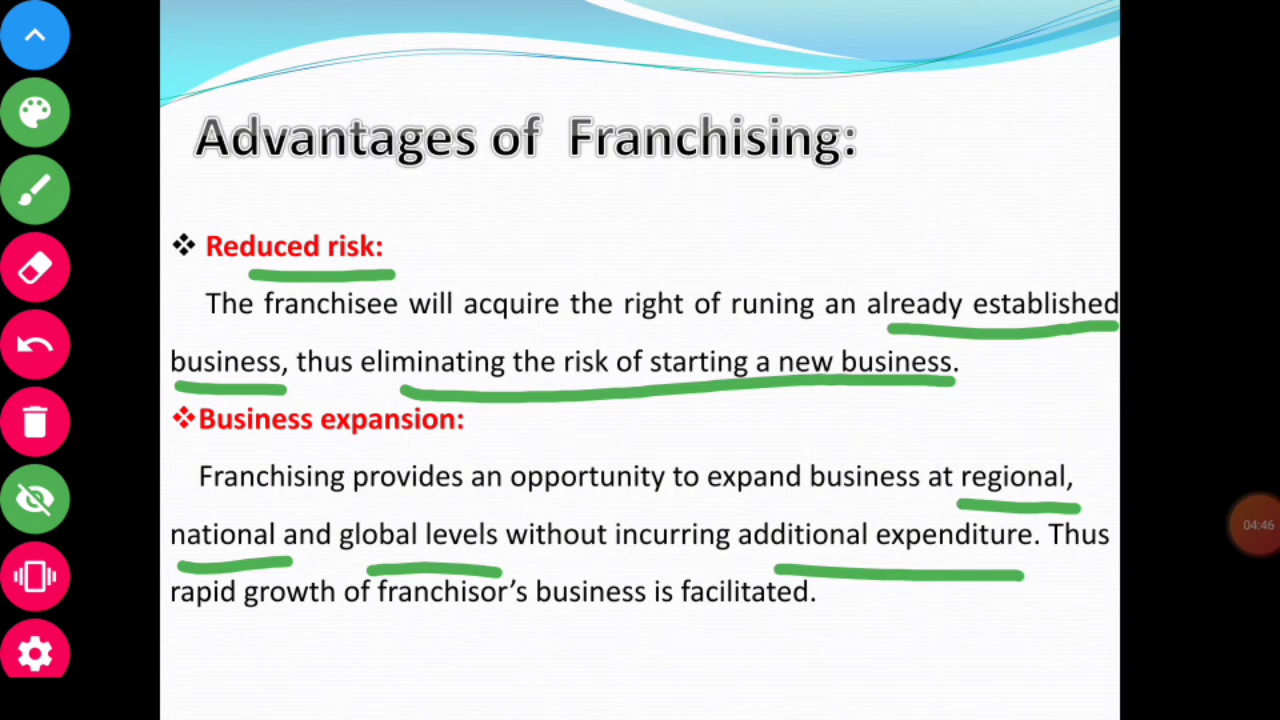 Advantages of Franchising:
❖ Reduced risk:
The franchisee will acquire the right of runing an already established
business, thus eliminating the risk of starting a new business.
❖Business expansion:
Franchising provides an opportunity to expand business at regional,
national and global levels without incurring additional expenditure. Thus
rapid growth of franchisor’s business is facilitated.
04:46